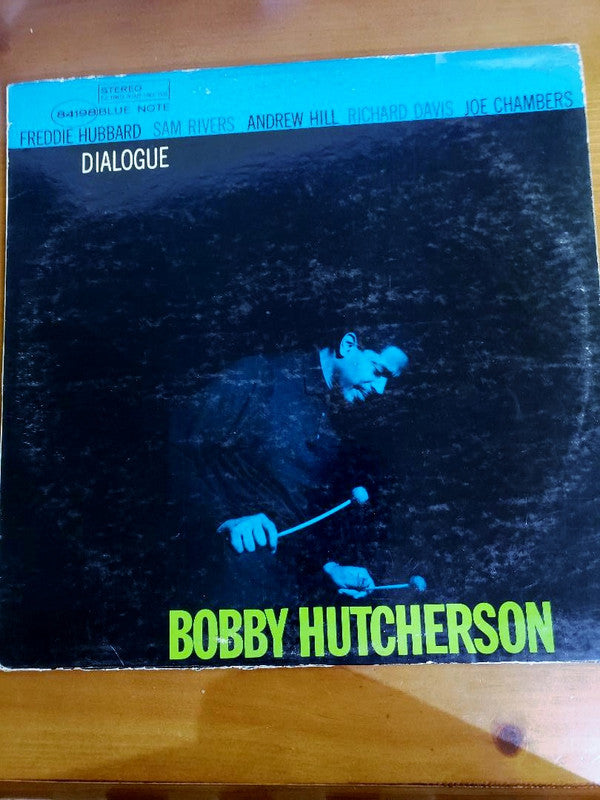 STEREO
84198 BLUE NOTE
FREDDIE HUBBARD SAM RIVERS ANDREW HILL RICHARD DAVIS JOE CHAMBERS
DIALOGUE
BOBBY HUTCHERSON